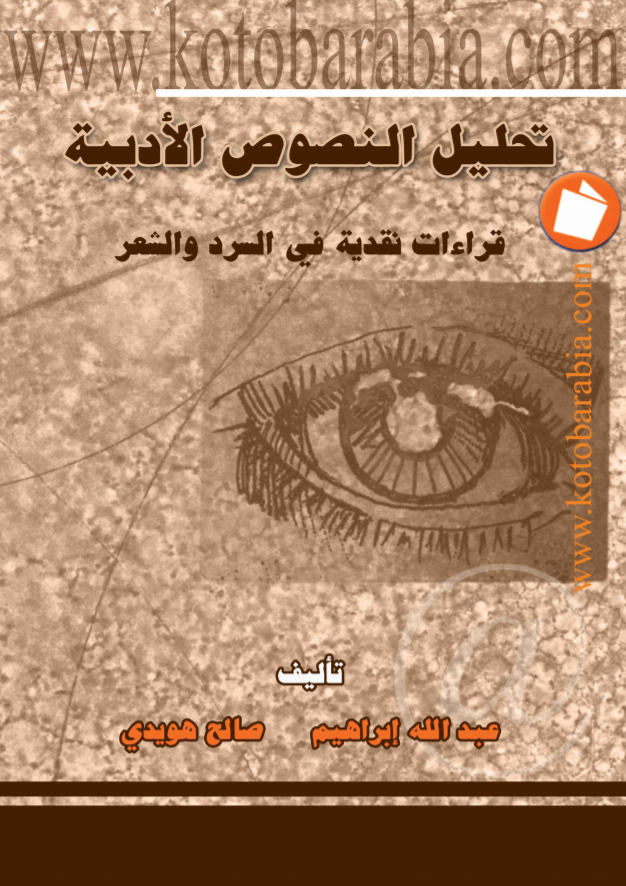 www.kotobarabia.com
تحليل النصوص الأدبية
قراءات نقدية في السرد والشعر
www.kotobarabia.com
تأليف
عبد الله إبراهيم صالح هويدي
@